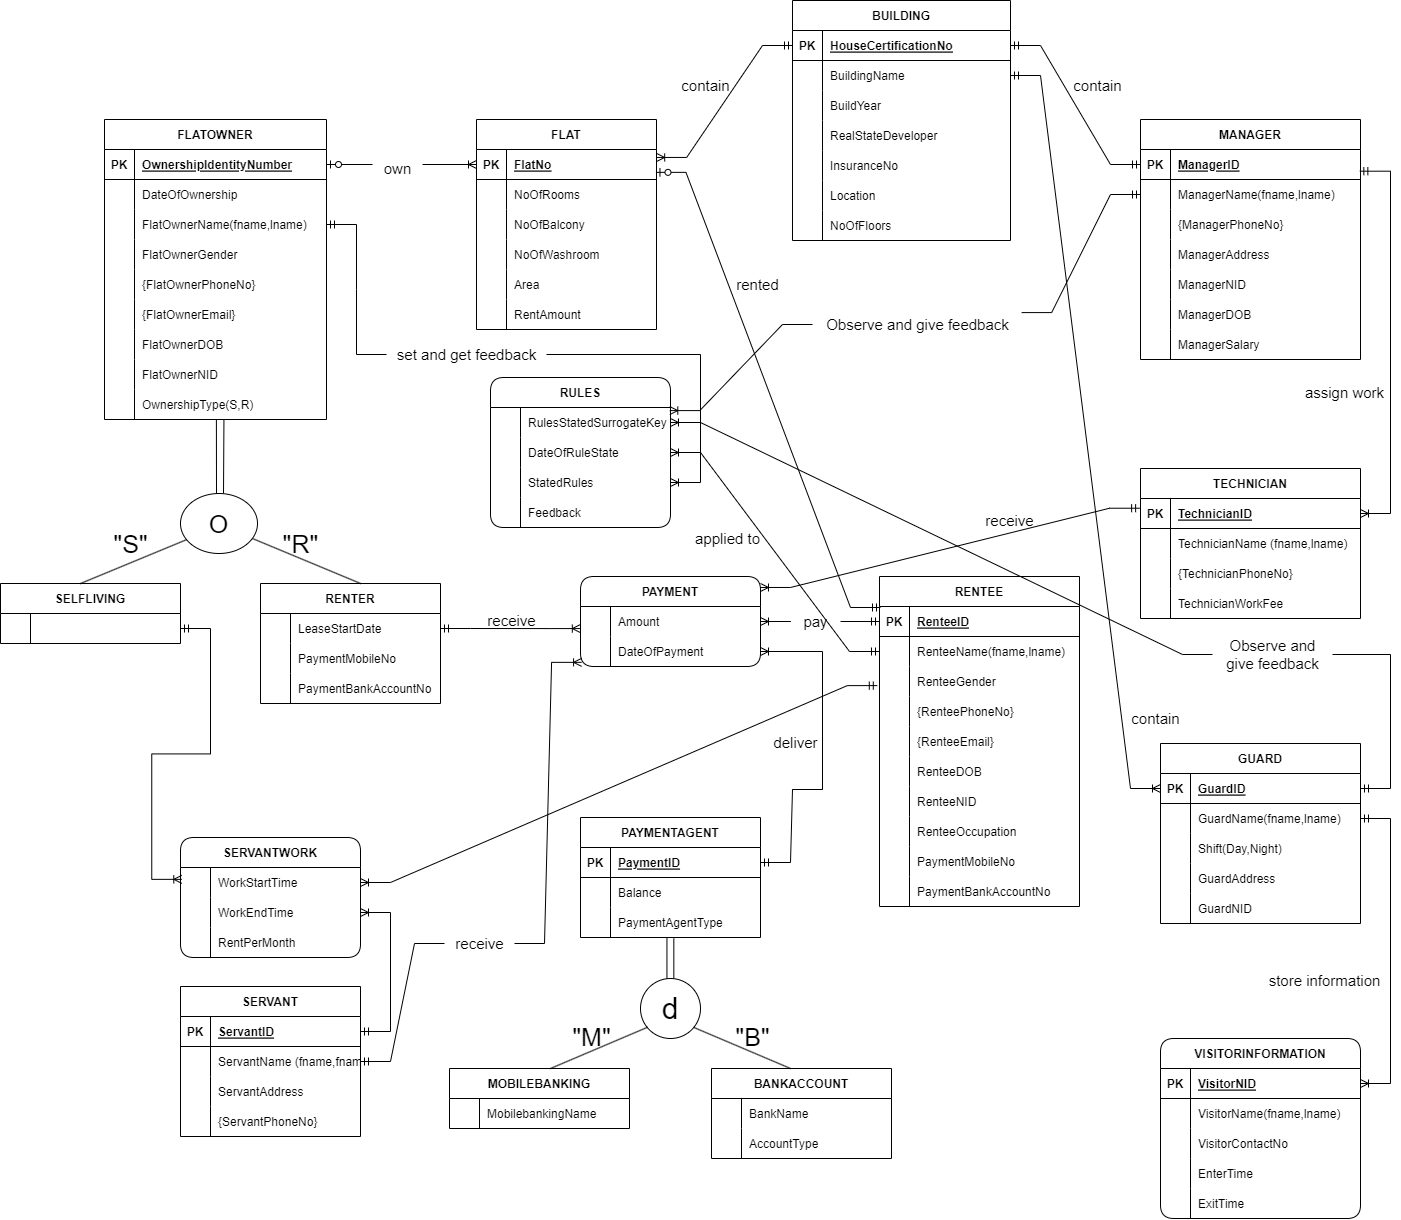 BUILDING
PK HouseCertificationNo
BuildingName
BuildYear
RealStateDeveloper
InsuranceNo
Location
NoOfFloors
contain
contain
FLATOWNER
PK OwnershipIdentityNumber
DateOfOwnership
FlatOwnerName(fname,lname)
FlatOwnerGender
{FlatOwnerPhoneNo}
{FlatOwnerEmail}
FlatOwnerDOB
FlatOwnerNID
OwnershipType(S,R)
own
FLAT
PK FlatNo
NoOfRooms
NoOfBalcony
NoOfWashroom
Area
RentAmount
MANAGER
PK ManagerID
ManagerName(fname,lname)
{ManagerPhoneNo}
ManagerAddress
ManagerNID
ManagerDOB
ManagerSalary
rented
Observe and give feedback
set and get feedback
assign work
RULES
RulesStatedSurrogateKey
DateOfRuleState
StatedRules
Feedback
TECHNICIAN
PK TechnicianID
TechnicianName (fname,lname)
{TechnicianPhoneNo}
TechnicianWorkFee
receive
applied to
O
"S"
"R"
SELFLIVING
RENTER
LeaseStartDate
PaymentMobileNo
PaymentBankAccountNo
receive
PAYMENT
Amount
DateOfPayment
pay
RENTEE
PK RenteeID
RenteeName(fname,lname)
RenteeGender
{RenteePhoneNo}
{RenteeEmail}
RenteeDOB
RenteeNID
RenteeOccupation
PaymentMobileNo
PaymentBankAccountNo
Observe and
give feedback
contain
deliver
GUARD
PK GuardID
GuardName(fname,lname)
Shift(Day,Night)
GuardAddress
GuardNID
SERVANTWORK
WorkStartTime
WorkEndTime
RentPerMonth
PAYMENTAGENT
PK PaymentID
Balance
PaymentAgentType
receive
store information
SERVANT
PK ServantID
ServantName (fname,fnam
ServantAddress
{ServantPhoneNo}
d
"M"
"B"
MOBILEBANKING
MobilebankingName
BANKACCOUNT
BankName
AccountType
VISITORINFORMATION
PK VisitorNID
VisitorName(fname,lname)
VisitorContactNo
EnterTime
ExitTime